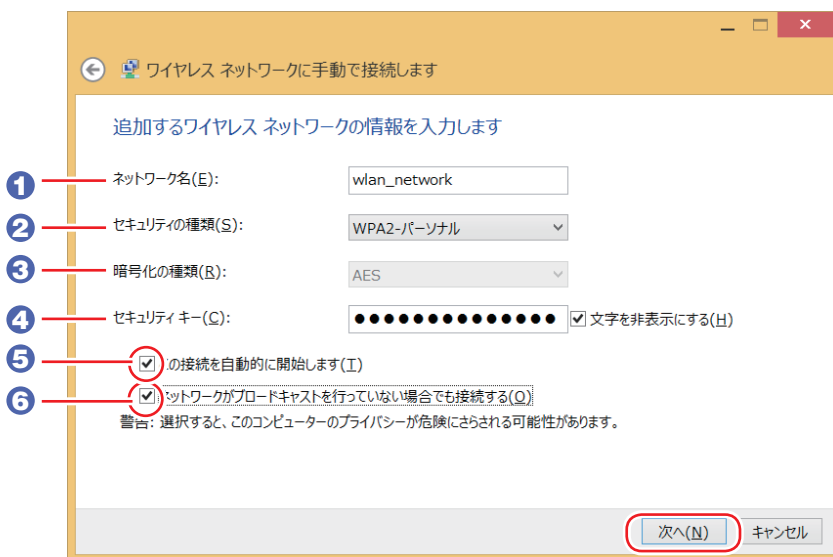 ワイヤレス ネットワークに手動で接続します
追加するワイヤレス ネットワークの情報を入力します
1 ネットワーク名(E): wlan_network
2 セキュリティの種類(S): WPA2-パーソナル
3 暗号化の種類(R): AES
4 セキュリティ キー(C): ●●●●●●●●●●●●●● 文字を非表示にする(H)
5 この接続を自動的に開始します(T)
6 ネットワークがブロードキャストを行っていない場合でも接続する(O)
警告: 選択すると、このコンピューターのプライバシーが危険にさらされる可能性があります。
次へ(N) キャンセル